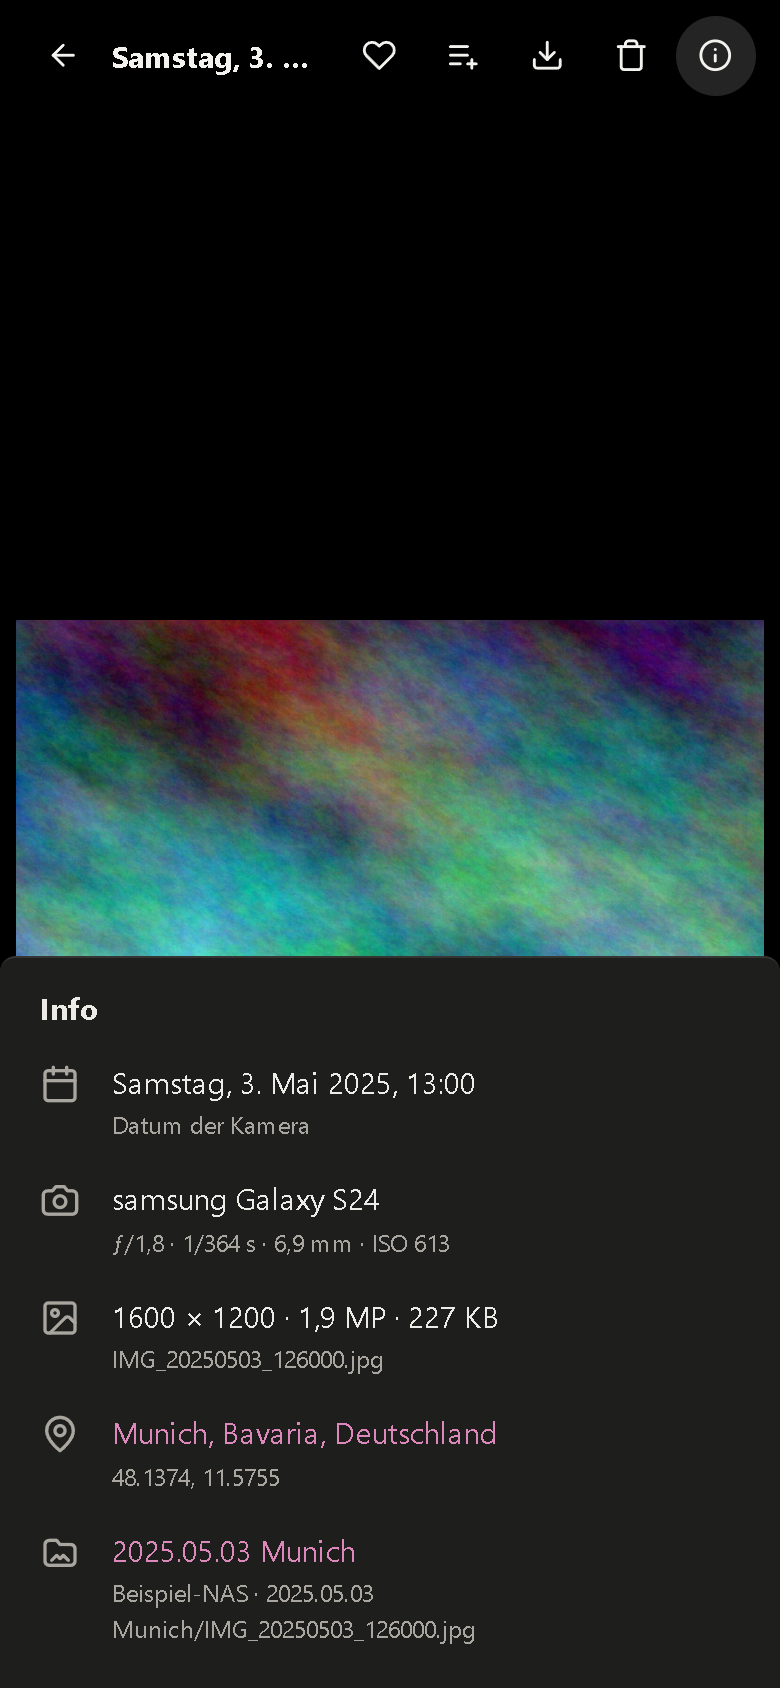 Samstag, 3. ...
Info
Samstag, 3. Mai 2025, 13:00
Datum der Kamera
samsung Galaxy S24
ƒ/1,8 · 1/364 s · 6,9 mm · ISO 613
1600 × 1200 · 1,9 MP · 227 KB
IMG_20250503_126000.jpg
Munich, Bavaria, Deutschland
48.1374, 11.5755
2025.05.03 Munich
Beispiel-NAS · 2025.05.03
Munich/IMG_20250503_126000.jpg